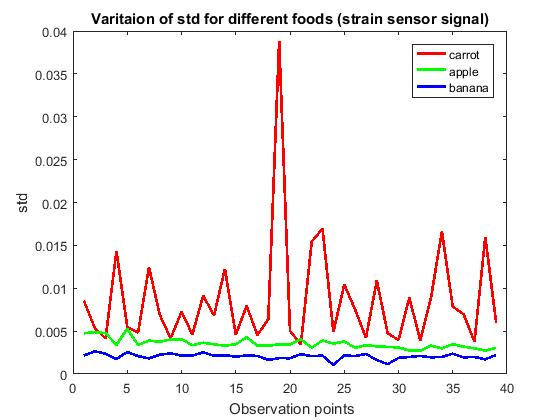 Varitaion of std for different foods (strain sensor signal)
0.04
0.035
0.03
0.025
0.02
0.015
0.01
0.005
0
std
carrot
apple
banana
0 5 10 15 20 25 30 35 40
Observation points